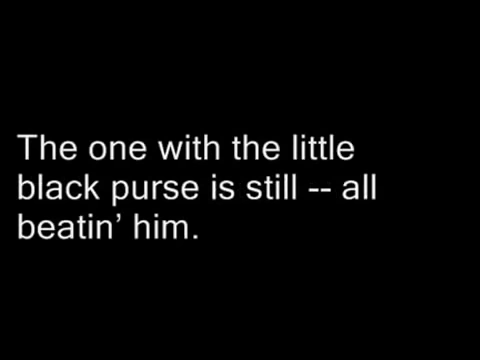 The one with the little
black purse is still -- all
beatin’ him.